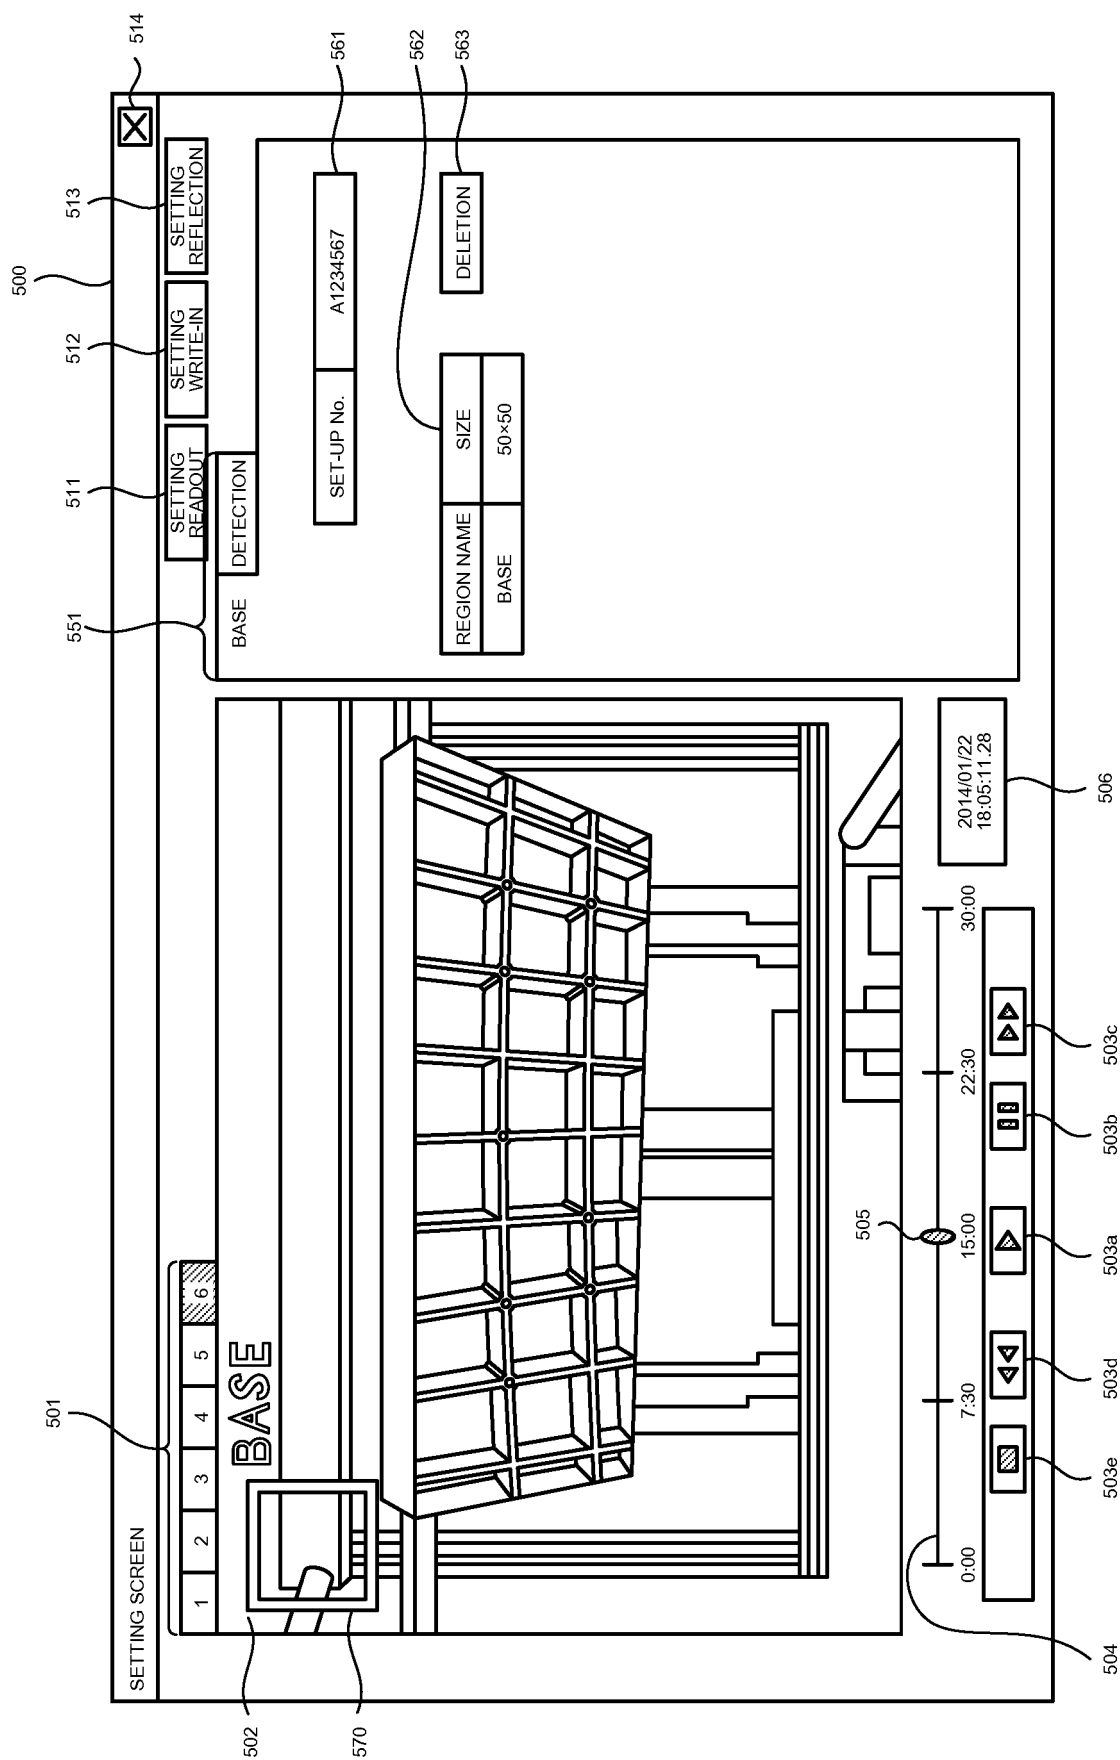 500
514
SETTING SCREEN
501
551
511
512
513
SETTING
READOUT
SETTING
WRITE-IN
SETTING
REFLECTION
1
2
3
4
5
6
BASE
DETECTION
502
570
BASE
SET-UP No.
A1234567
561
562
REGION NAME
SIZE
BASE
50×50
DELETION
563
504
505
0:00
7:30
15:00
22:30
30:00
2014/01/22
18:05:11.28
506
503e
503d
503a
503b
503c